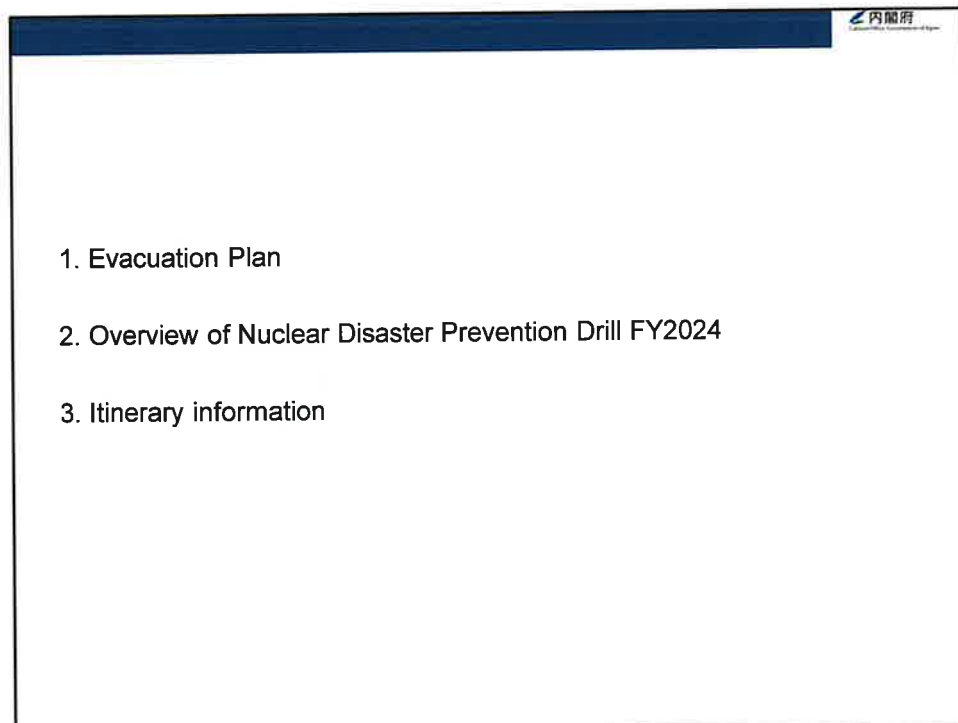 内閣府
1. Evacuation Plan
2. Overview of Nuclear Disaster Prevention Drill FY2024
3. Itinerary information